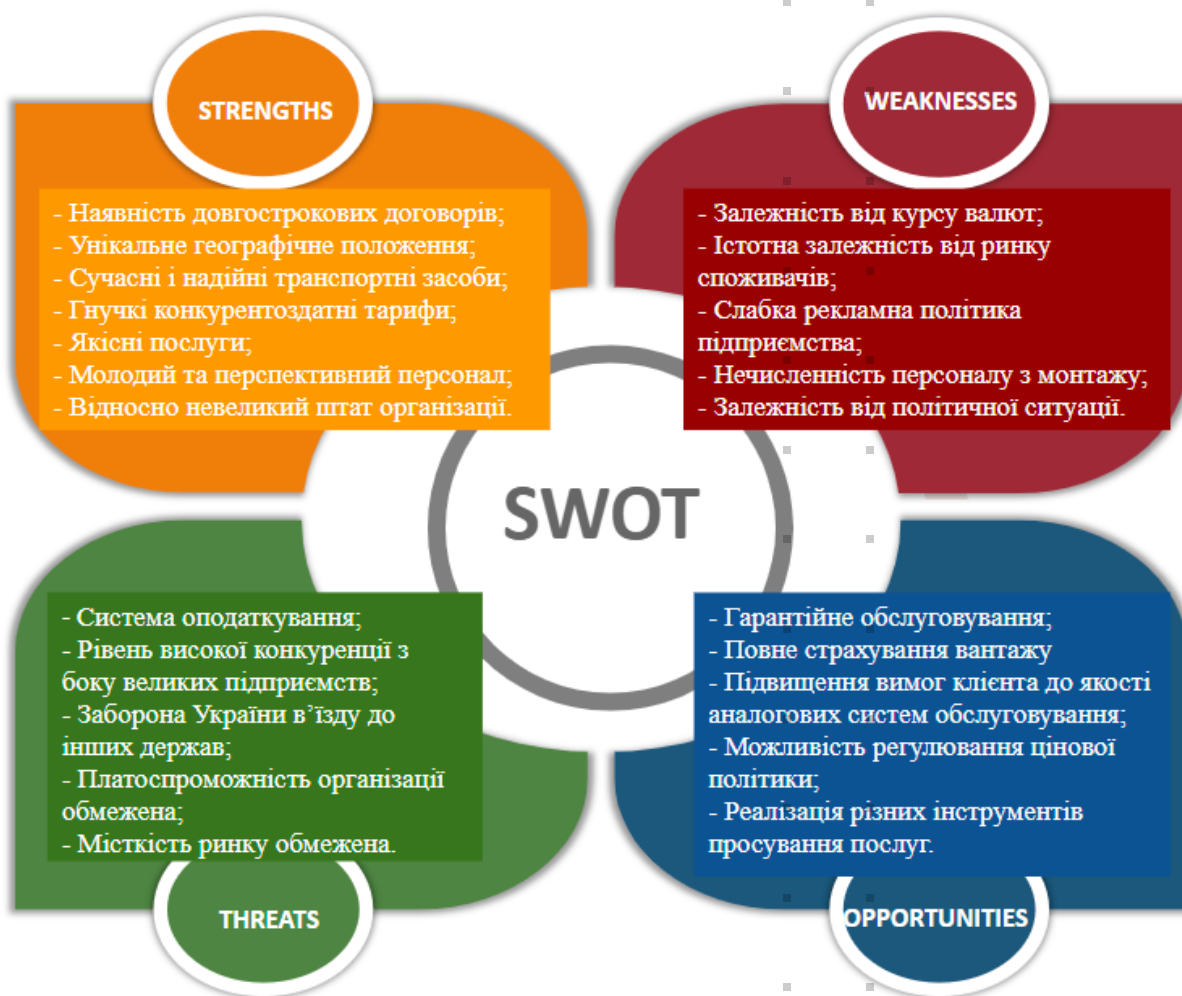 STRENGTHS
- Наявність довгострокових договорів;
- Унікальне географічне положення;
- Сучасні і надійні транспортні засоби;
- Гнучкі конкурентоздатні тарифи;
- Якісні послуги;
- Молодий та перспективний персонал;
- Відносно невеликий штат організації.
WEAKNESSES
- Залежність від курсу валют;
- Істотна залежність від ринку
споживачів;
- Слабка рекламна політика
підприємства;
- Нечисленність персоналу з монтажу;
- Залежність від політичної ситуації.
SWOT
- Система оподаткування;
- Рівень високої конкуренції з
боку великих підприємств;
- Заборона України в’їзду до
інших держав;
- Платоспроможність організації
обмежена;
- Місткість ринку обмежена.
THREATS
- Гарантійне обслуговування;
- Повне страхування вантажу
- Підвищення вимог клієнта до якості
аналогових систем обслуговування;
- Можливість регулювання цінової
політики;
- Реалізація різних інструментів
просування послуг.
OPPORTUNITIES